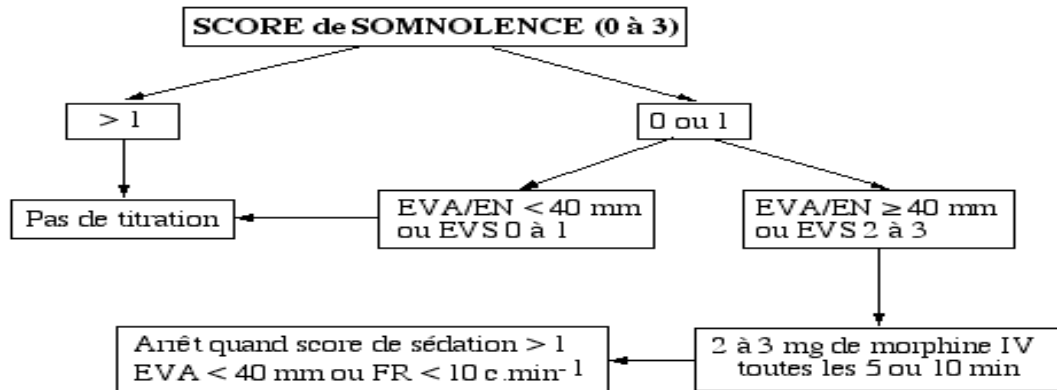 SCORE de SOMNOLENCE (0 à 3)
> 1
0 ou 1
Pas de titration
EVA/EN < 40 mm
ou EVS 0 à 1
EVA/EN ≥ 40 mm
ou EVS 2 à 3
Arrêt quand score de sédation > 1
EVA < 40 mm ou FR < 10 c.min⁻¹
2 à 3 mg de morphine IV
toutes les 5 ou 10 min